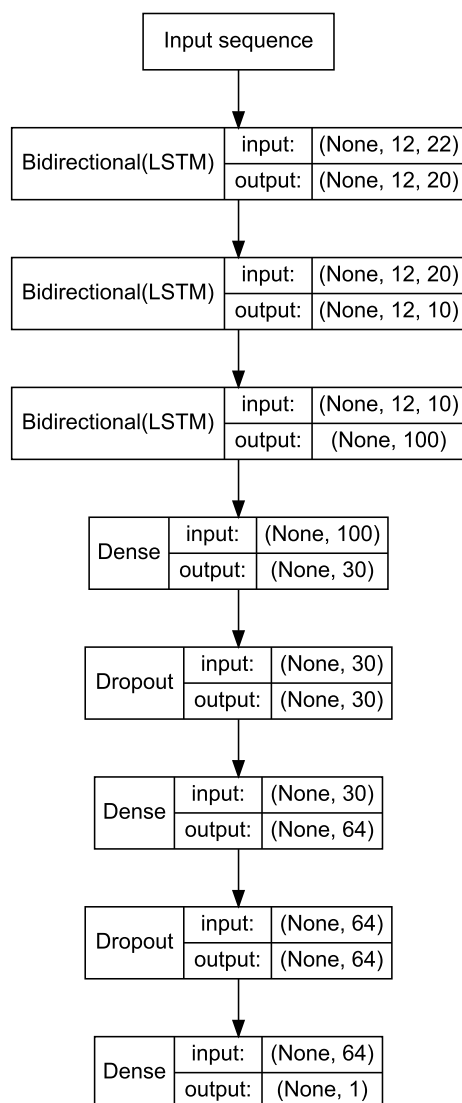 Input sequence
Bidirectional(LSTM)
input: (None, 12, 22)
output: (None, 12, 20)
Bidirectional(LSTM)
input: (None, 12, 20)
output: (None, 12, 10)
Bidirectional(LSTM)
input: (None, 12, 10)
output: (None, 100)
Dense
input: (None, 100)
output: (None, 30)
Dropout
input: (None, 30)
output: (None, 30)
Dense
input: (None, 30)
output: (None, 64)
Dropout
input: (None, 64)
output: (None, 64)
Dense
input: (None, 64)
output: (None, 1)